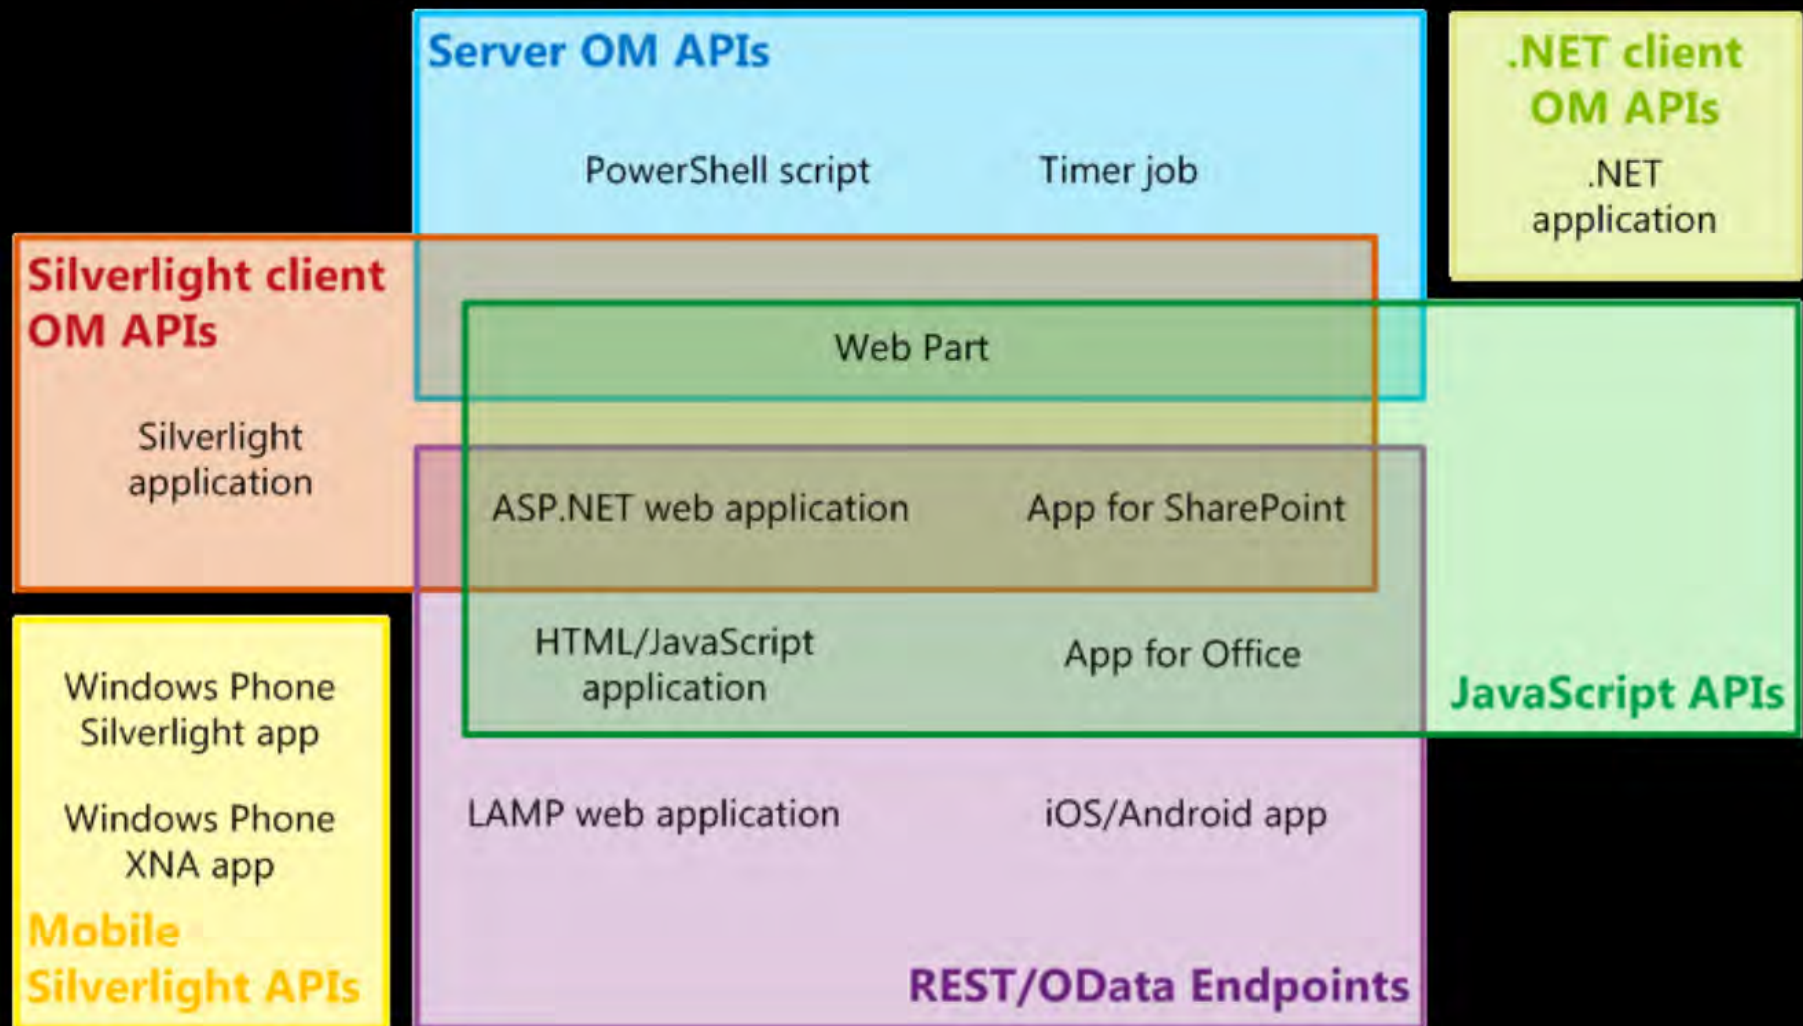 Server OM APIs
PowerShell script
Timer job
.NET client
OM APIs
.NET
application
Silverlight client
OM APIs
Silverlight
application
Web Part
ASP.NET web application
App for SharePoint
HTML/JavaScript
application
App for Office
JavaScript APIs
Windows Phone
Silverlight app
Windows Phone
XNA app
Mobile
Silverlight APIs
LAMP web application
iOS/Android app
REST/OData Endpoints